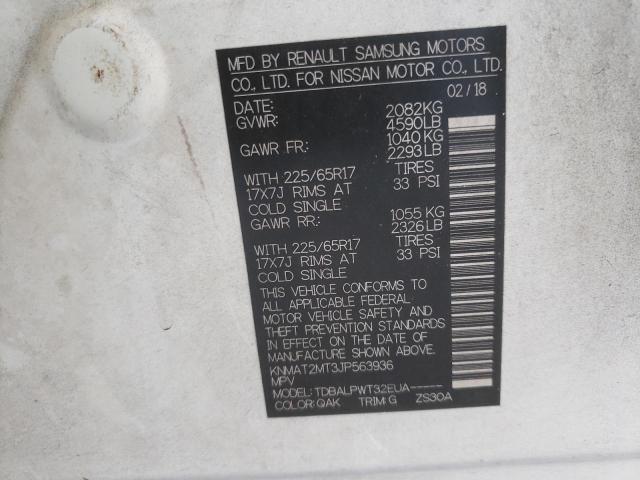 MFD BY RENAULT SAMSUNG MOTORS
CO., LTD. FOR NISSAN MOTOR CO., LTD.
DATE: 02/18
GVWR: 2082KG
4590LB
GAWR FR: 1040KG
2293LB
WITH 225/65R17 TIRES
17X7J RIMS AT 33 PSI
COLD SINGLE
GAWR RR: 1055 KG
2326LB
WITH 225/65R17 TIRES
17X7J RIMS AT 33 PSI
COLD SINGLE
THIS VEHICLE CONFORMS TO
ALL APPLICABLE FEDERAL
MOTOR VEHICLE SAFETY AND
THEFT PREVENTION STANDARDS
IN EFFECT ON THE DATE OF
MANUFACTURE SHOWN ABOVE.
KNMAT2MT3JP563936
MPV
MODEL: TDBALPWT32EUA-----
COLOR: QAK TRIM: G ZS30A